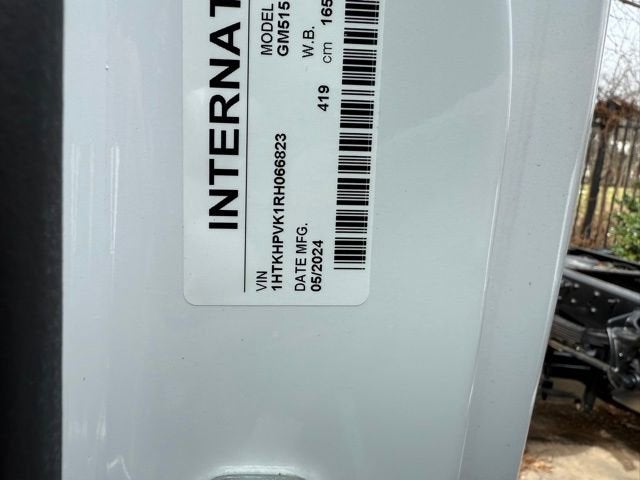 INTERNAT
VIN
1HTKHPVK1RH066823
DATE MFG.
05/2024
MODEL
GM515
W.B.
419 cm 165